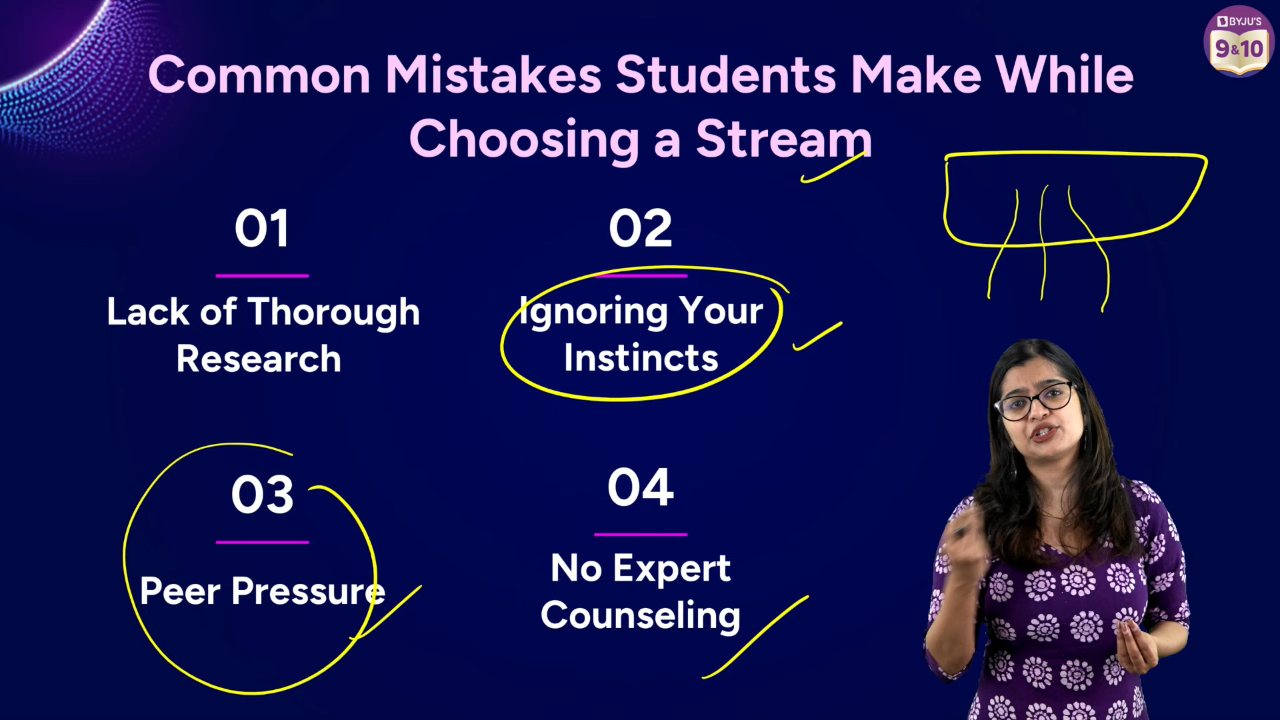 BYJU'S
9&10
Common Mistakes Students Make While
Choosing a Stream
01
Lack of Thorough
Research
02
Ignoring Your
Instincts
03
Peer Pressure
04
No Expert
Counseling